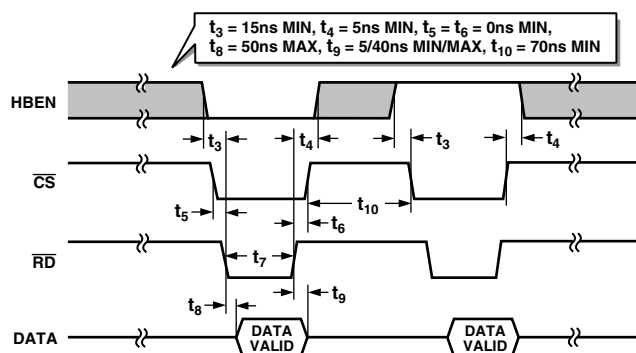 t3 = 15ns MIN, t4 = 5ns MIN, t5 = t6 = 0ns MIN,
t8 = 50ns MAX, t9 = 5/40ns MIN/MAX, t10 = 70ns MIN
HBEN
t3
t4
t3
t4
CS
t5
t6
t10
RD
t7
t8
t9
DATA
DATA
VALID
DATA
VALID